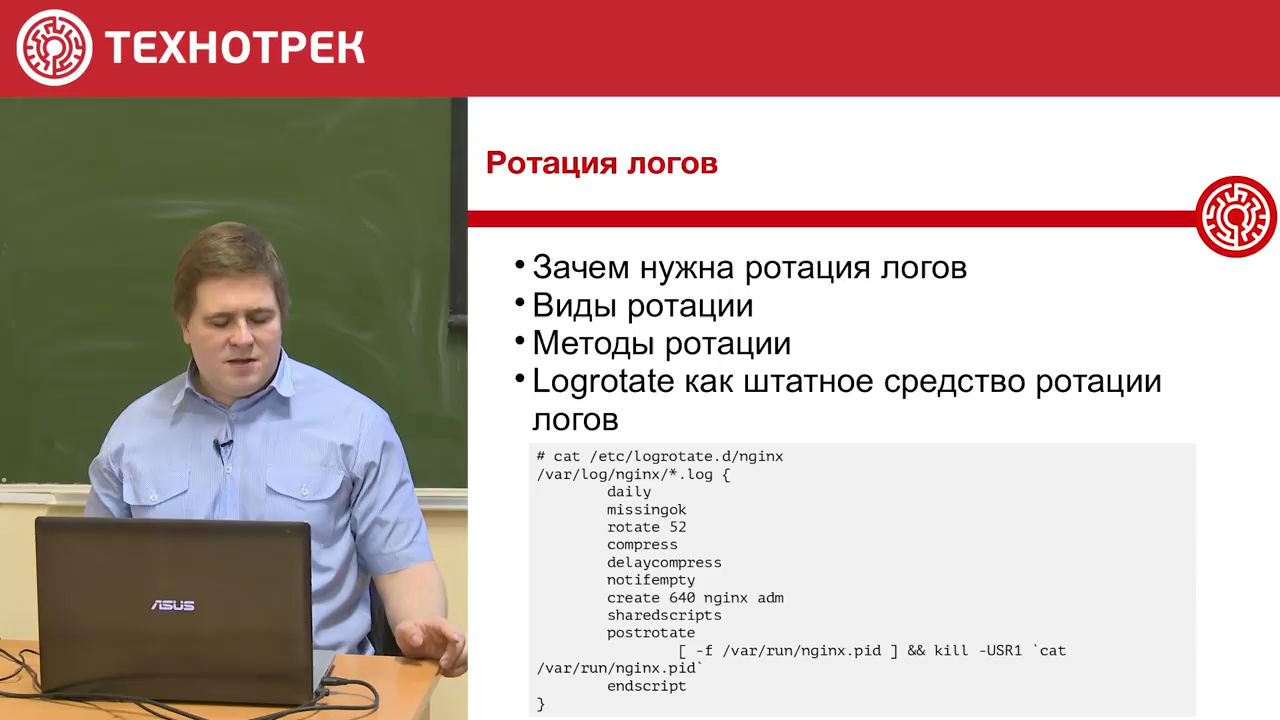 ТЕХНОТРЕК
Ротация логов
• Зачем нужна ротация логов
• Виды ротации
• Методы ротации
• Logrotate как штатное средство ротации
логов
# cat /etc/logrotate.d/nginx
/var/log/nginx/*.log {
daily
missingok
rotate 52
compress
delaycompress
notifempty
create 640 nginx adm
sharedscripts
postrotate
[ -f /var/run/nginx.pid ] && kill -USR1 `cat
/var/run/nginx.pid`
endscript
}
ASUS